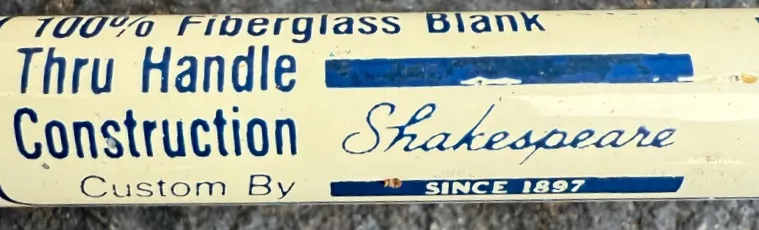 100% Fiberglass Blank
Thru Handle
Construction
Shakespeare
Custom By
SINCE 1897